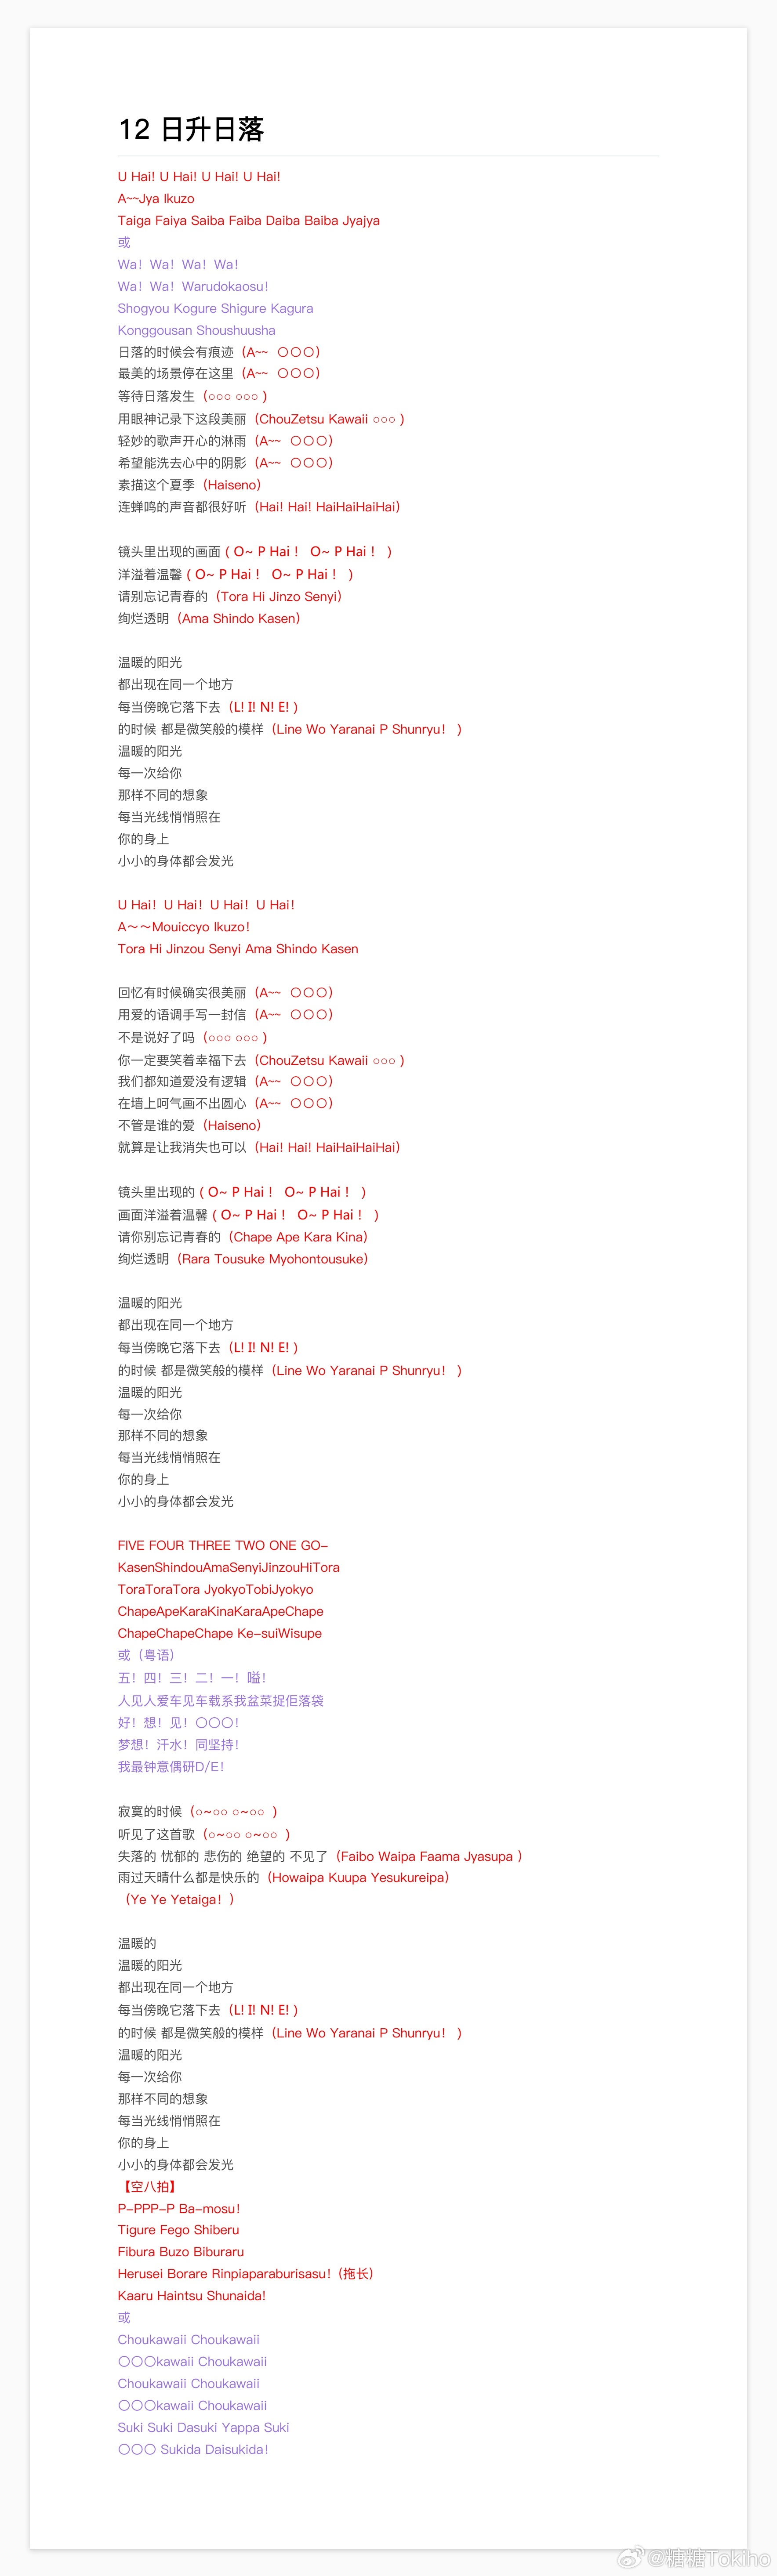 12 日升日落
U Hai! U Hai! U Hai! U Hai!
A~~Jya Ikuzo
Taiga Faiya Saiba Faiba Daiba Baiba Jyajya
或
Wa！Wa！Wa！Wa！
Wa！Wa！Warudokaosu！
Shogyou Kogure Shigure Kagura
Konggousan Shoushuusha
日落的时候会有痕迹（A~~ 〇〇〇）
最美的场景停在这里（A~~ 〇〇〇）
等待日落发生（○○○ ○○○ ）
用眼神记录下这段美丽（ChouZetsu Kawaii ○○○ ）
轻妙的歌声开心的淋雨（A~~ 〇〇〇）
希望能洗去心中的阴影（A~~ 〇〇〇）
素描这个夏季（Haiseno）
连蝉鸣的声音都很好听（Hai! Hai! HaiHaiHaiHai）
镜头里出现的画面 ( O~ P Hai！ O~ P Hai！ )
洋溢着温馨 ( O~ P Hai！ O~ P Hai！ )
请别忘记青春的（Tora Hi Jinzo Senyi）
绚烂透明（Ama Shindo Kasen）
温暖的阳光
都出现在同一个地方
每当傍晚它落下去（L! I! N! E! ）
的时候 都是微笑般的模样（Line Wo Yaranai P Shunryu！ ）
温暖的阳光
每一次给你
那样不同的想象
每当光线悄悄照在
你的身上
小小的身体都会发光
U Hai！U Hai！U Hai！U Hai！
A～～Mouiccyo Ikuzo！
Tora Hi Jinzou Senyi Ama Shindo Kasen
回忆有时候确实很美丽（A~~ 〇〇〇）
用爱的语调手写一封信（A~~ 〇〇〇）
不是说好了吗（○○○ ○○○ ）
你一定要笑着幸福下去（ChouZetsu Kawaii ○○○ ）
我们都知道爱没有逻辑（A~~ 〇〇〇）
在墙上呵气画不出圆心（A~~ 〇〇〇）
不管是谁的爱（Haiseno）
就算是让我消失也可以（Hai! Hai! HaiHaiHaiHai）
镜头里出现的 ( O~ P Hai！ O~ P Hai！ )
画面洋溢着温馨 ( O~ P Hai！ O~ P Hai！ )
请你别忘记青春的（Chape Ape Kara Kina）
绚烂透明（Rara Tousuke Myohontousuke）
温暖的阳光
都出现在同一个地方
每当傍晚它落下去（L! I! N! E! ）
的时候 都是微笑般的模样（Line Wo Yaranai P Shunryu！ ）
温暖的阳光
每一次给你
那样不同的想象
每当光线悄悄照在
你的身上
小小的身体都会发光
FIVE FOUR THREE TWO ONE GO-
KasenShindouAmaSenyiJinzouHiTora
ToraToraTora JyokyoTobiJyokyo
ChapeApeKaraKinaKaraApeChape
ChapeChapeChape Ke-suiWisupe
或（粤语）
五！四！三！二！一！嗌！
人见人爱车见车载系我盆菜捉佢落袋
好！想！见！〇〇〇！
梦想！汗水！同坚持！
我最钟意偶研D/E！
寂寞的时候（○~○○ ○~○○ ）
听见了这首歌（○~○○ ○~○○ ）
失落的 忧郁的 悲伤的 绝望的 不见了（Faibo Waipa Faama Jyasupa ）
雨过天晴什么都是快乐的（Howaipa Kuupa Yesukureipa）
（Ye Ye Yetaiga！）
温暖的
温暖的阳光
都出现在同一个地方
每当傍晚它落下去（L! I! N! E! ）
的时候 都是微笑般的模样（Line Wo Yaranai P Shunryu！ ）
温暖的阳光
每一次给你
那样不同的想象
每当光线悄悄照在
你的身上
小小的身体都会发光
【空八拍】
P-PPP-P Ba-mosu！
Tigure Fego Shiberu
Fibura Buzo Biburaru
Herusei Borare Rinpiaparaburisasu！(拖长)
Kaaru Haintsu Shunaida!
或
Choukawaii Choukawaii
〇〇〇kawaii Choukawaii
Choukawaii Choukawaii
〇〇〇kawaii Choukawaii
Suki Suki Dasuki Yappa Suki
〇〇〇 Sukida Daisukida！
@糖糖Tokiho